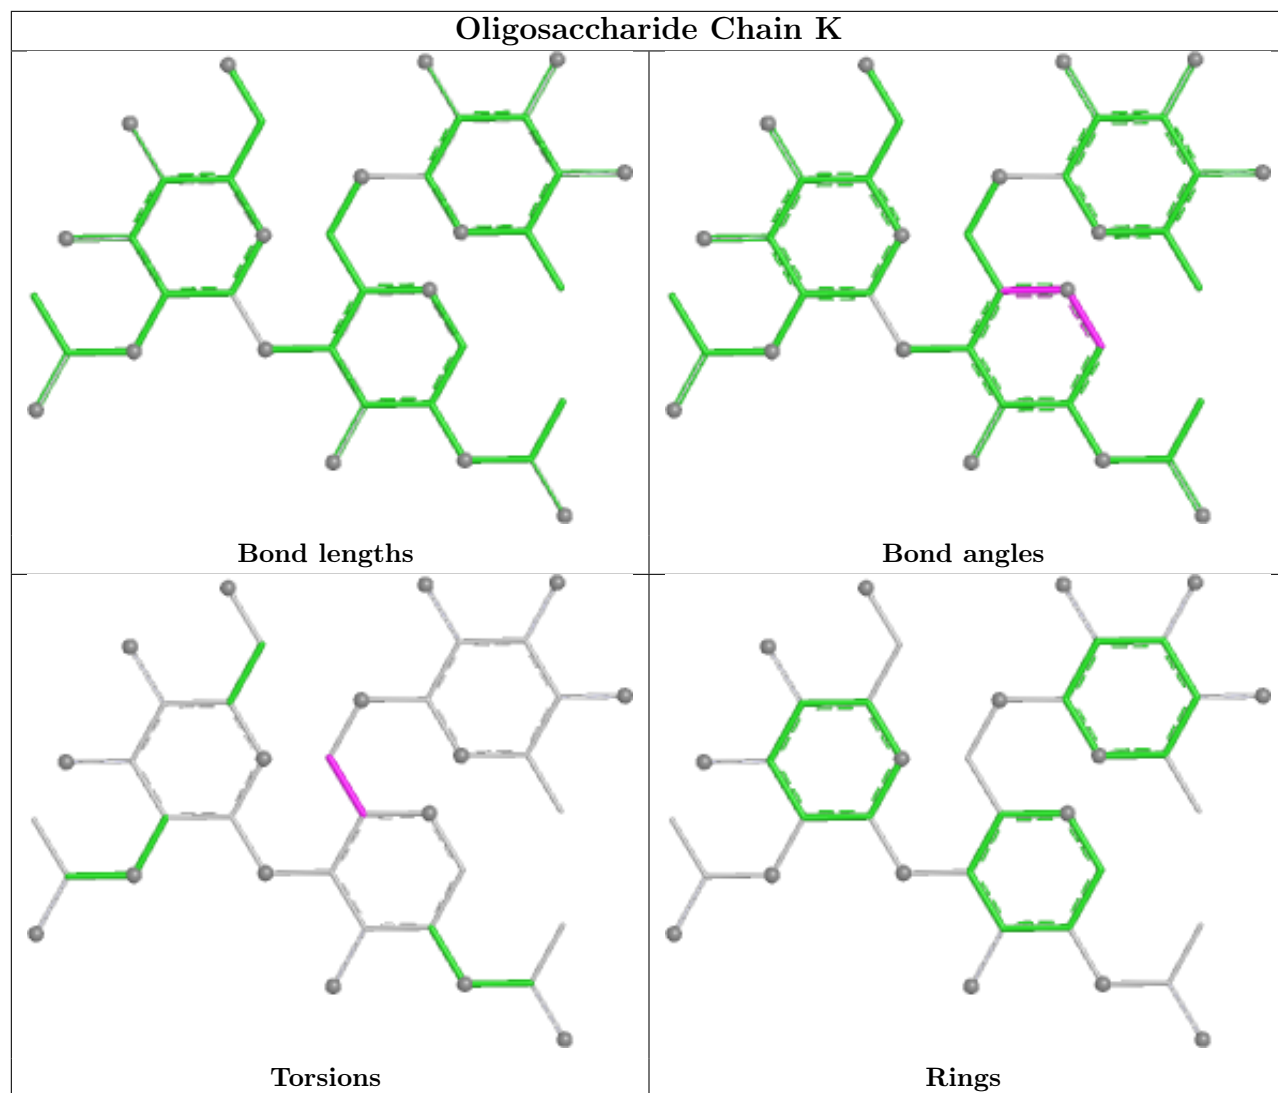 Oligosaccharide Chain K
Bond lengths
Bond angles
Torsions
Rings